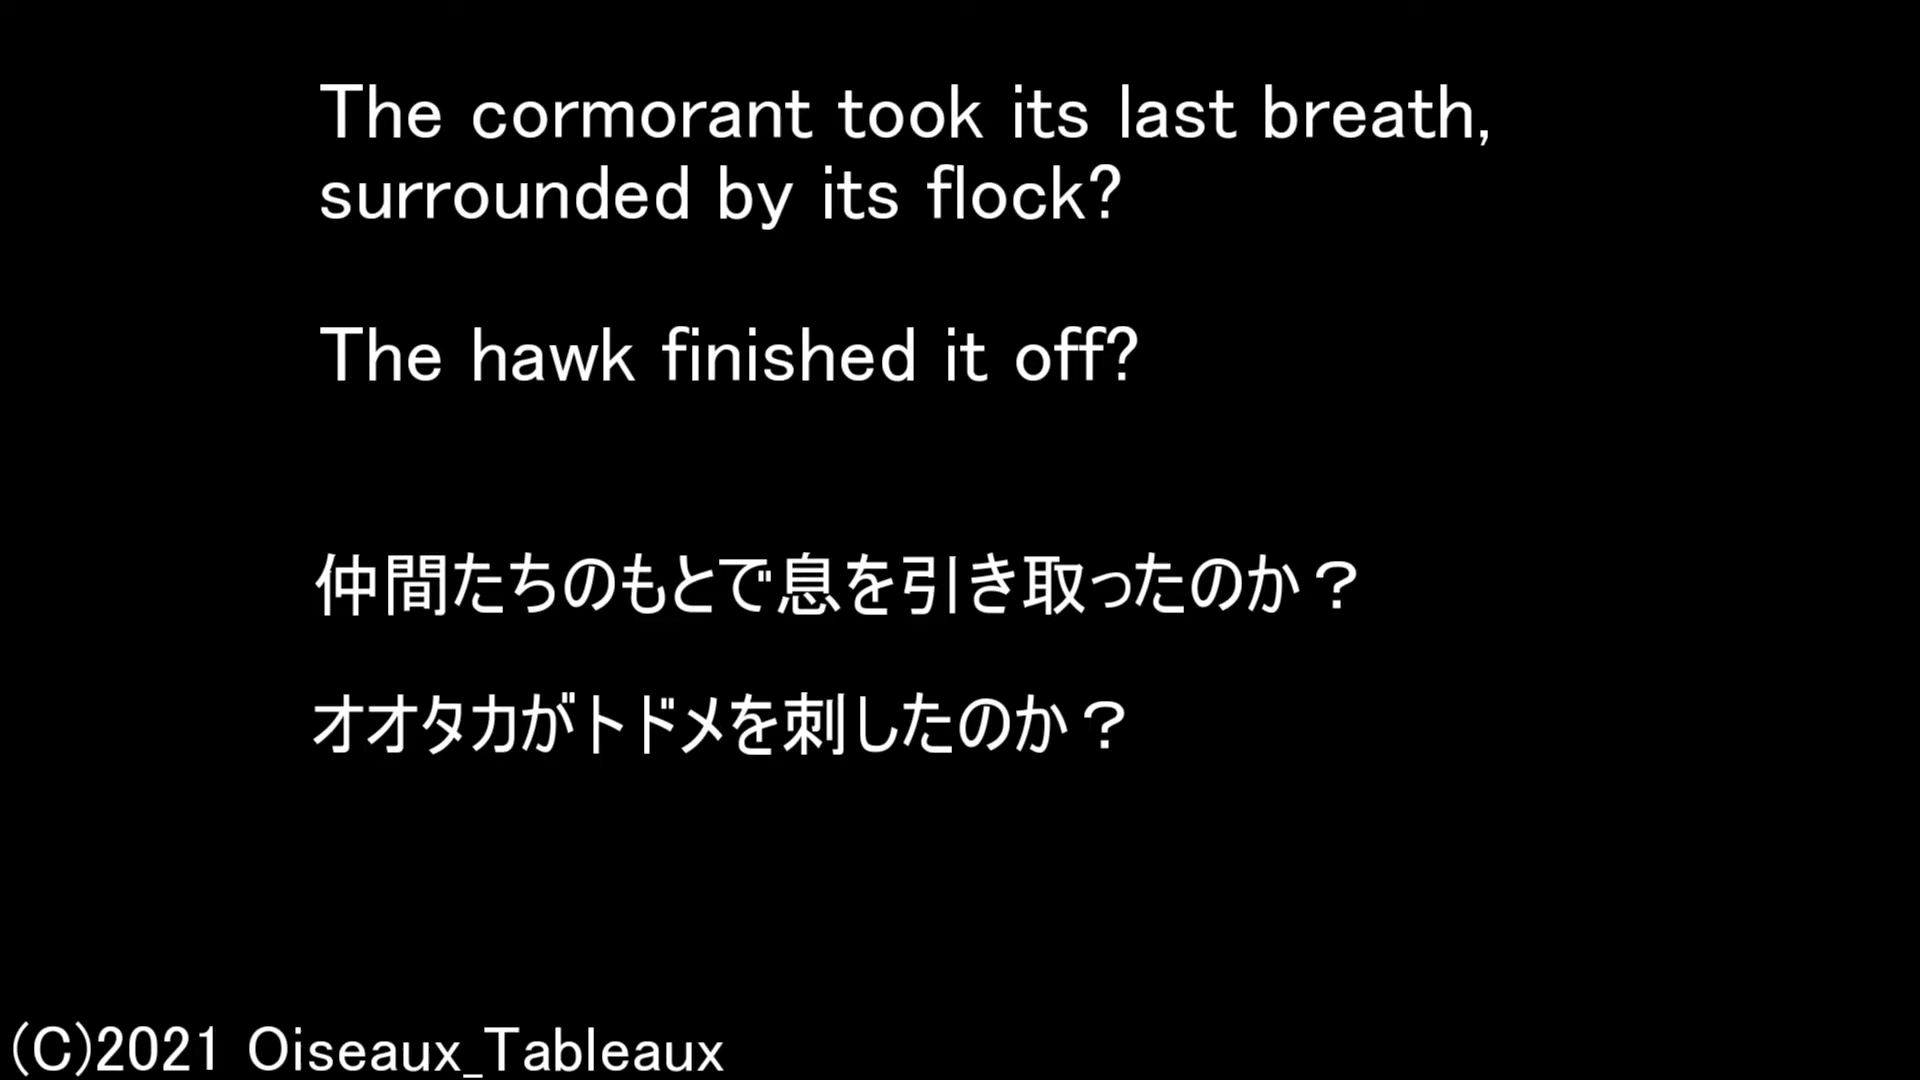 The cormorant took its last breath,
surrounded by its flock?
The hawk finished it off?
仲間たちのもとで息を引き取ったのか？
オオタカがトドメを刺したのか？
(C)2021 Oiseaux_Tableaux